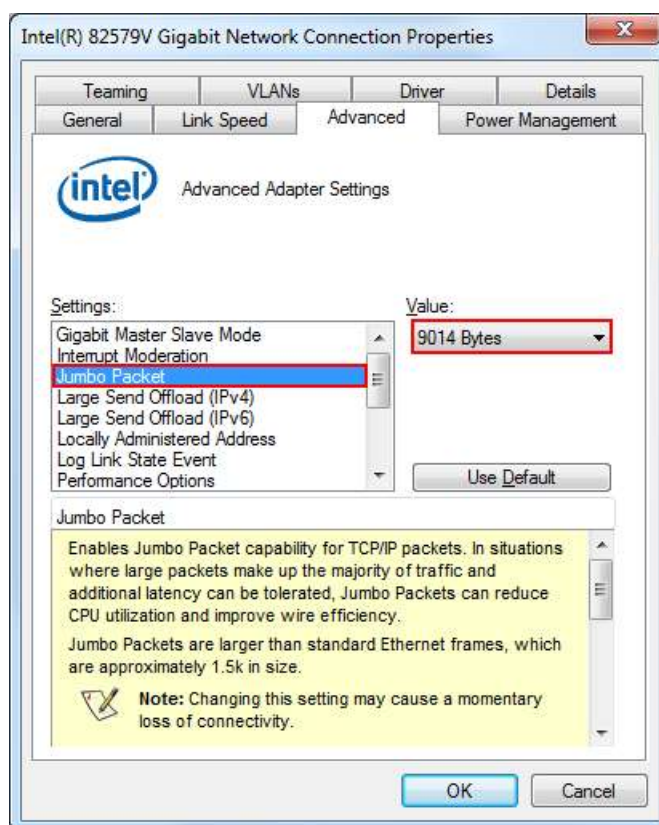 Intel(R) 82579V Gigabit Network Connection Properties
Teaming
VLANs
Driver
Details
General
Link Speed
Advanced
Power Management
intel
Advanced Adapter Settings
Settings:
Value:
Gigabit Master Slave Mode
Interrupt Moderation
Jumbo Packet
Large Send Offload (IPv4)
Large Send Offload (IPv6)
Locally Administered Address
Log Link State Event
Performance Options
9014 Bytes
Use Default
Jumbo Packet
Enables Jumbo Packet capability for TCP/IP packets. In situations
where large packets make up the majority of traffic and
additional latency can be tolerated, Jumbo Packets can reduce
CPU utilization and improve wire efficiency.
Jumbo Packets are larger than standard Ethernet frames, which
are approximately 1.5k in size.
Note: Changing this setting may cause a momentary
loss of connectivity.
OK
Cancel